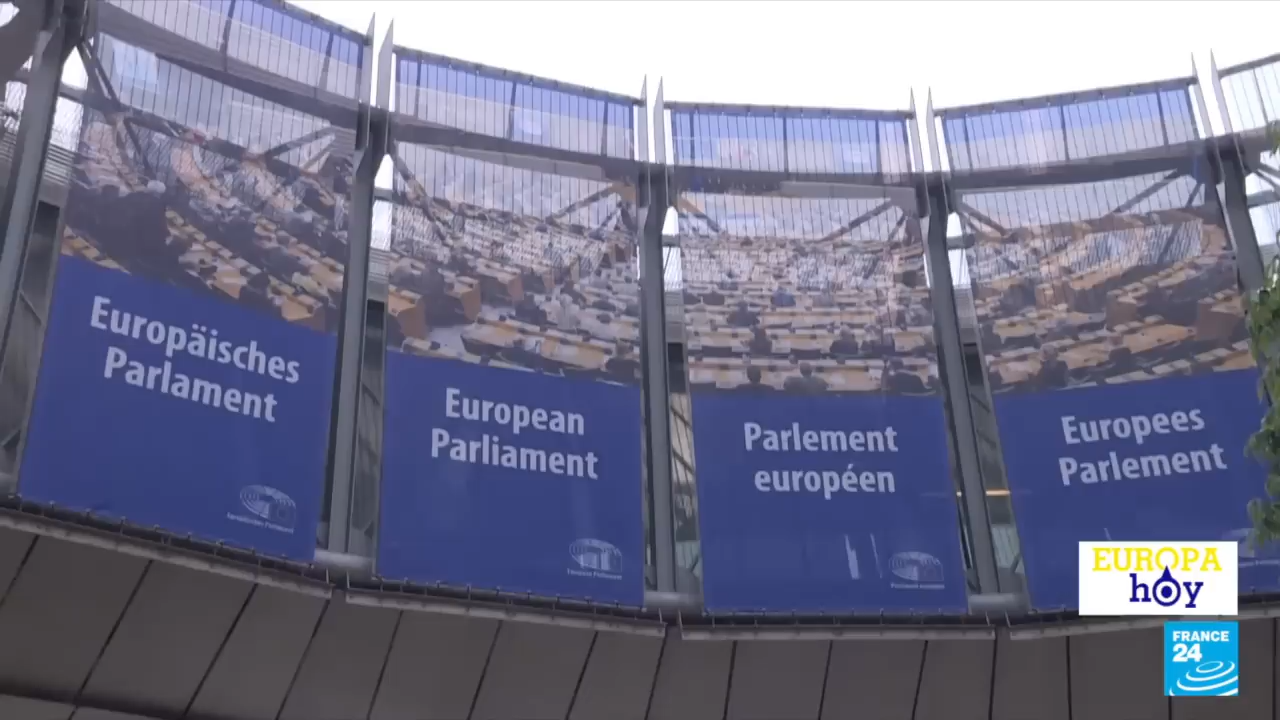 Europäisches
Parlament
European
Parliament
Parlement
européen
Europees
Parlement
EUROPA
hoy
FRANCE
24